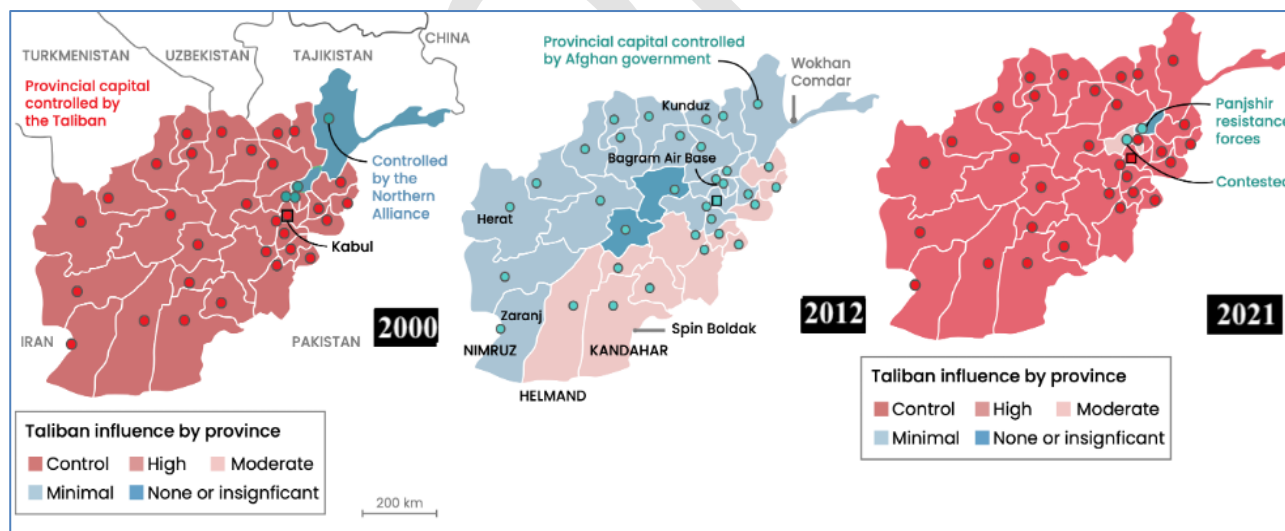 TURKMENISTAN
UZBEKISTAN
TAJIKISTAN
CHINA
Provincial capital
controlled by
the Taliban
Controlled
by the
Northern
Alliance
Kabul
2000
IRAN
PAKISTAN
Taliban influence by province
Control
High
Moderate
Minimal
None or insignficant
200 km
Provincial capital controlled
by Afghan government
Wokhan
Comdar
Kunduz
Bagram Air Base
Herat
Zaranj
NIMRUZ
KANDAHAR
Spin Boldak
HELMAND
2012
Panjshir
resistance
forces
Contested
2021
Taliban influence by province
Control
High
Moderate
Minimal
None or insignficant